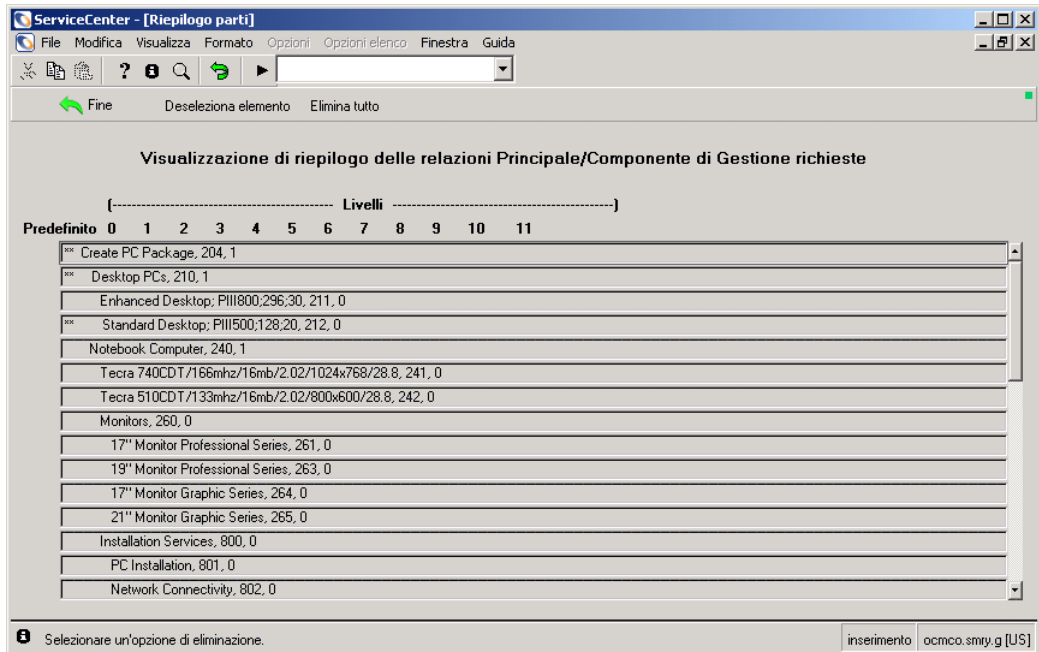 ServiceCenter - [Riepilogo parti]
File Modifica Visualizza Formato Opzioni Opzioni elenco Finestra Guida
Fine Deseleziona elemento Elimina tutto
Visualizzazione di riepilogo delle relazioni Principale/Componente di Gestione richieste
(---------------------------------------------- Livelli ----------------------------------------------)
Predefinito 0 1 2 3 4 5 6 7 8 9 10 11
** Create PC Package, 204, 1
** Desktop PCs, 210, 1
Enhanced Desktop; PIII800;296;30, 211, 0
** Standard Desktop; PIII500;128;20, 212, 0
Notebook Computer, 240, 1
Tecra 740CDT/166mhz/16mb/2.02/1024x768/28.8, 241, 0
Tecra 510CDT/133mhz/16mb/2.02/800x600/28.8, 242, 0
Monitors, 260, 0
17'' Monitor Professional Series, 261, 0
19'' Monitor Professional Series, 263, 0
17'' Monitor Graphic Series, 264, 0
21'' Monitor Graphic Series, 265, 0
Installation Services, 800, 0
PC Installation, 801, 0
Network Connectivity, 802, 0
Selezionare un'opzione di eliminazione. inserimento ocmco.smry.g [US]